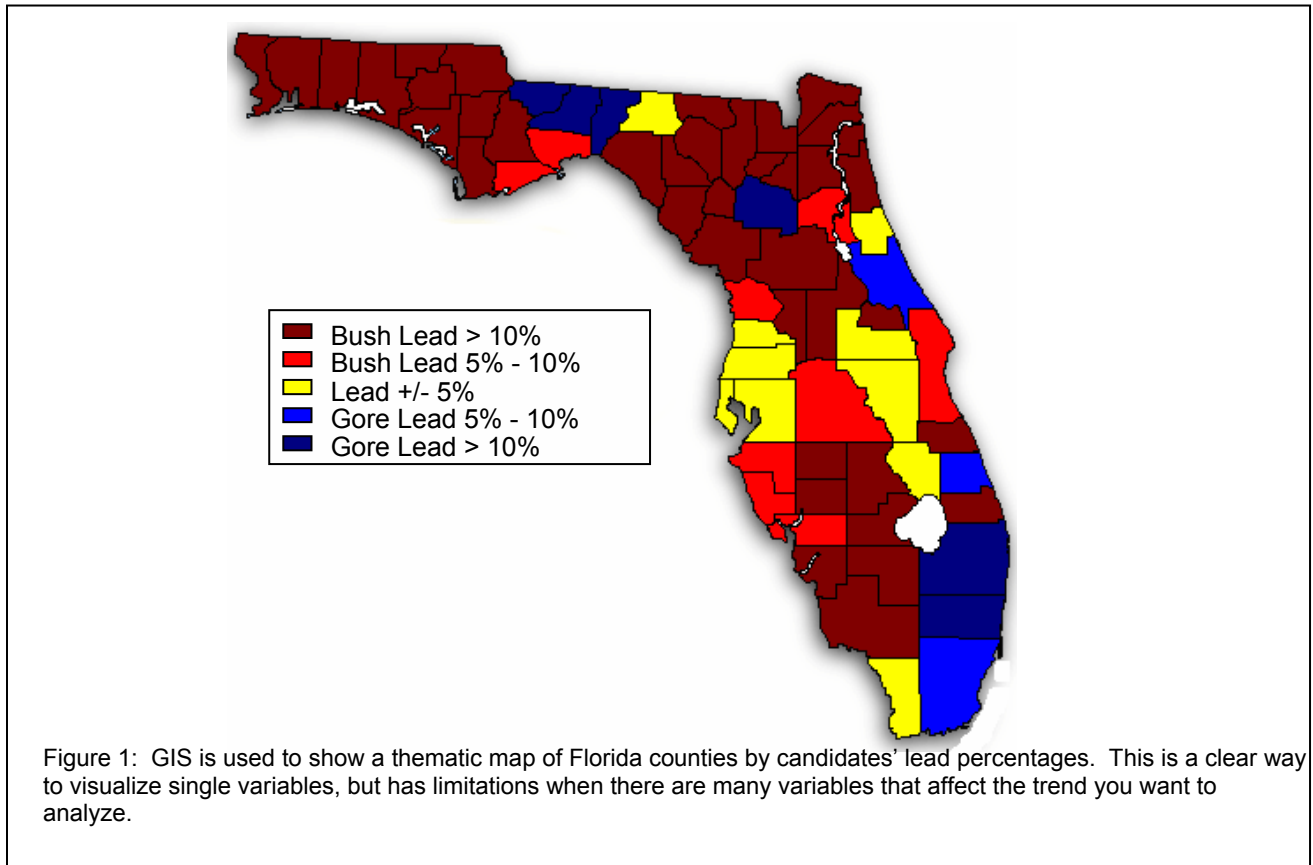 Bush Lead > 10%
Bush Lead 5% - 10%
Lead +/- 5%
Gore Lead 5% - 10%
Gore Lead > 10%
Figure 1:  GIS is used to show a thematic map of Florida counties by candidates’ lead percentages.  This is a clear way
to visualize single variables, but has limitations when there are many variables that affect the trend you want to
analyze.